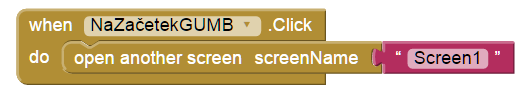 when NaZačetekGUMB .Click
do open another screen screenName “ Screen1 ”